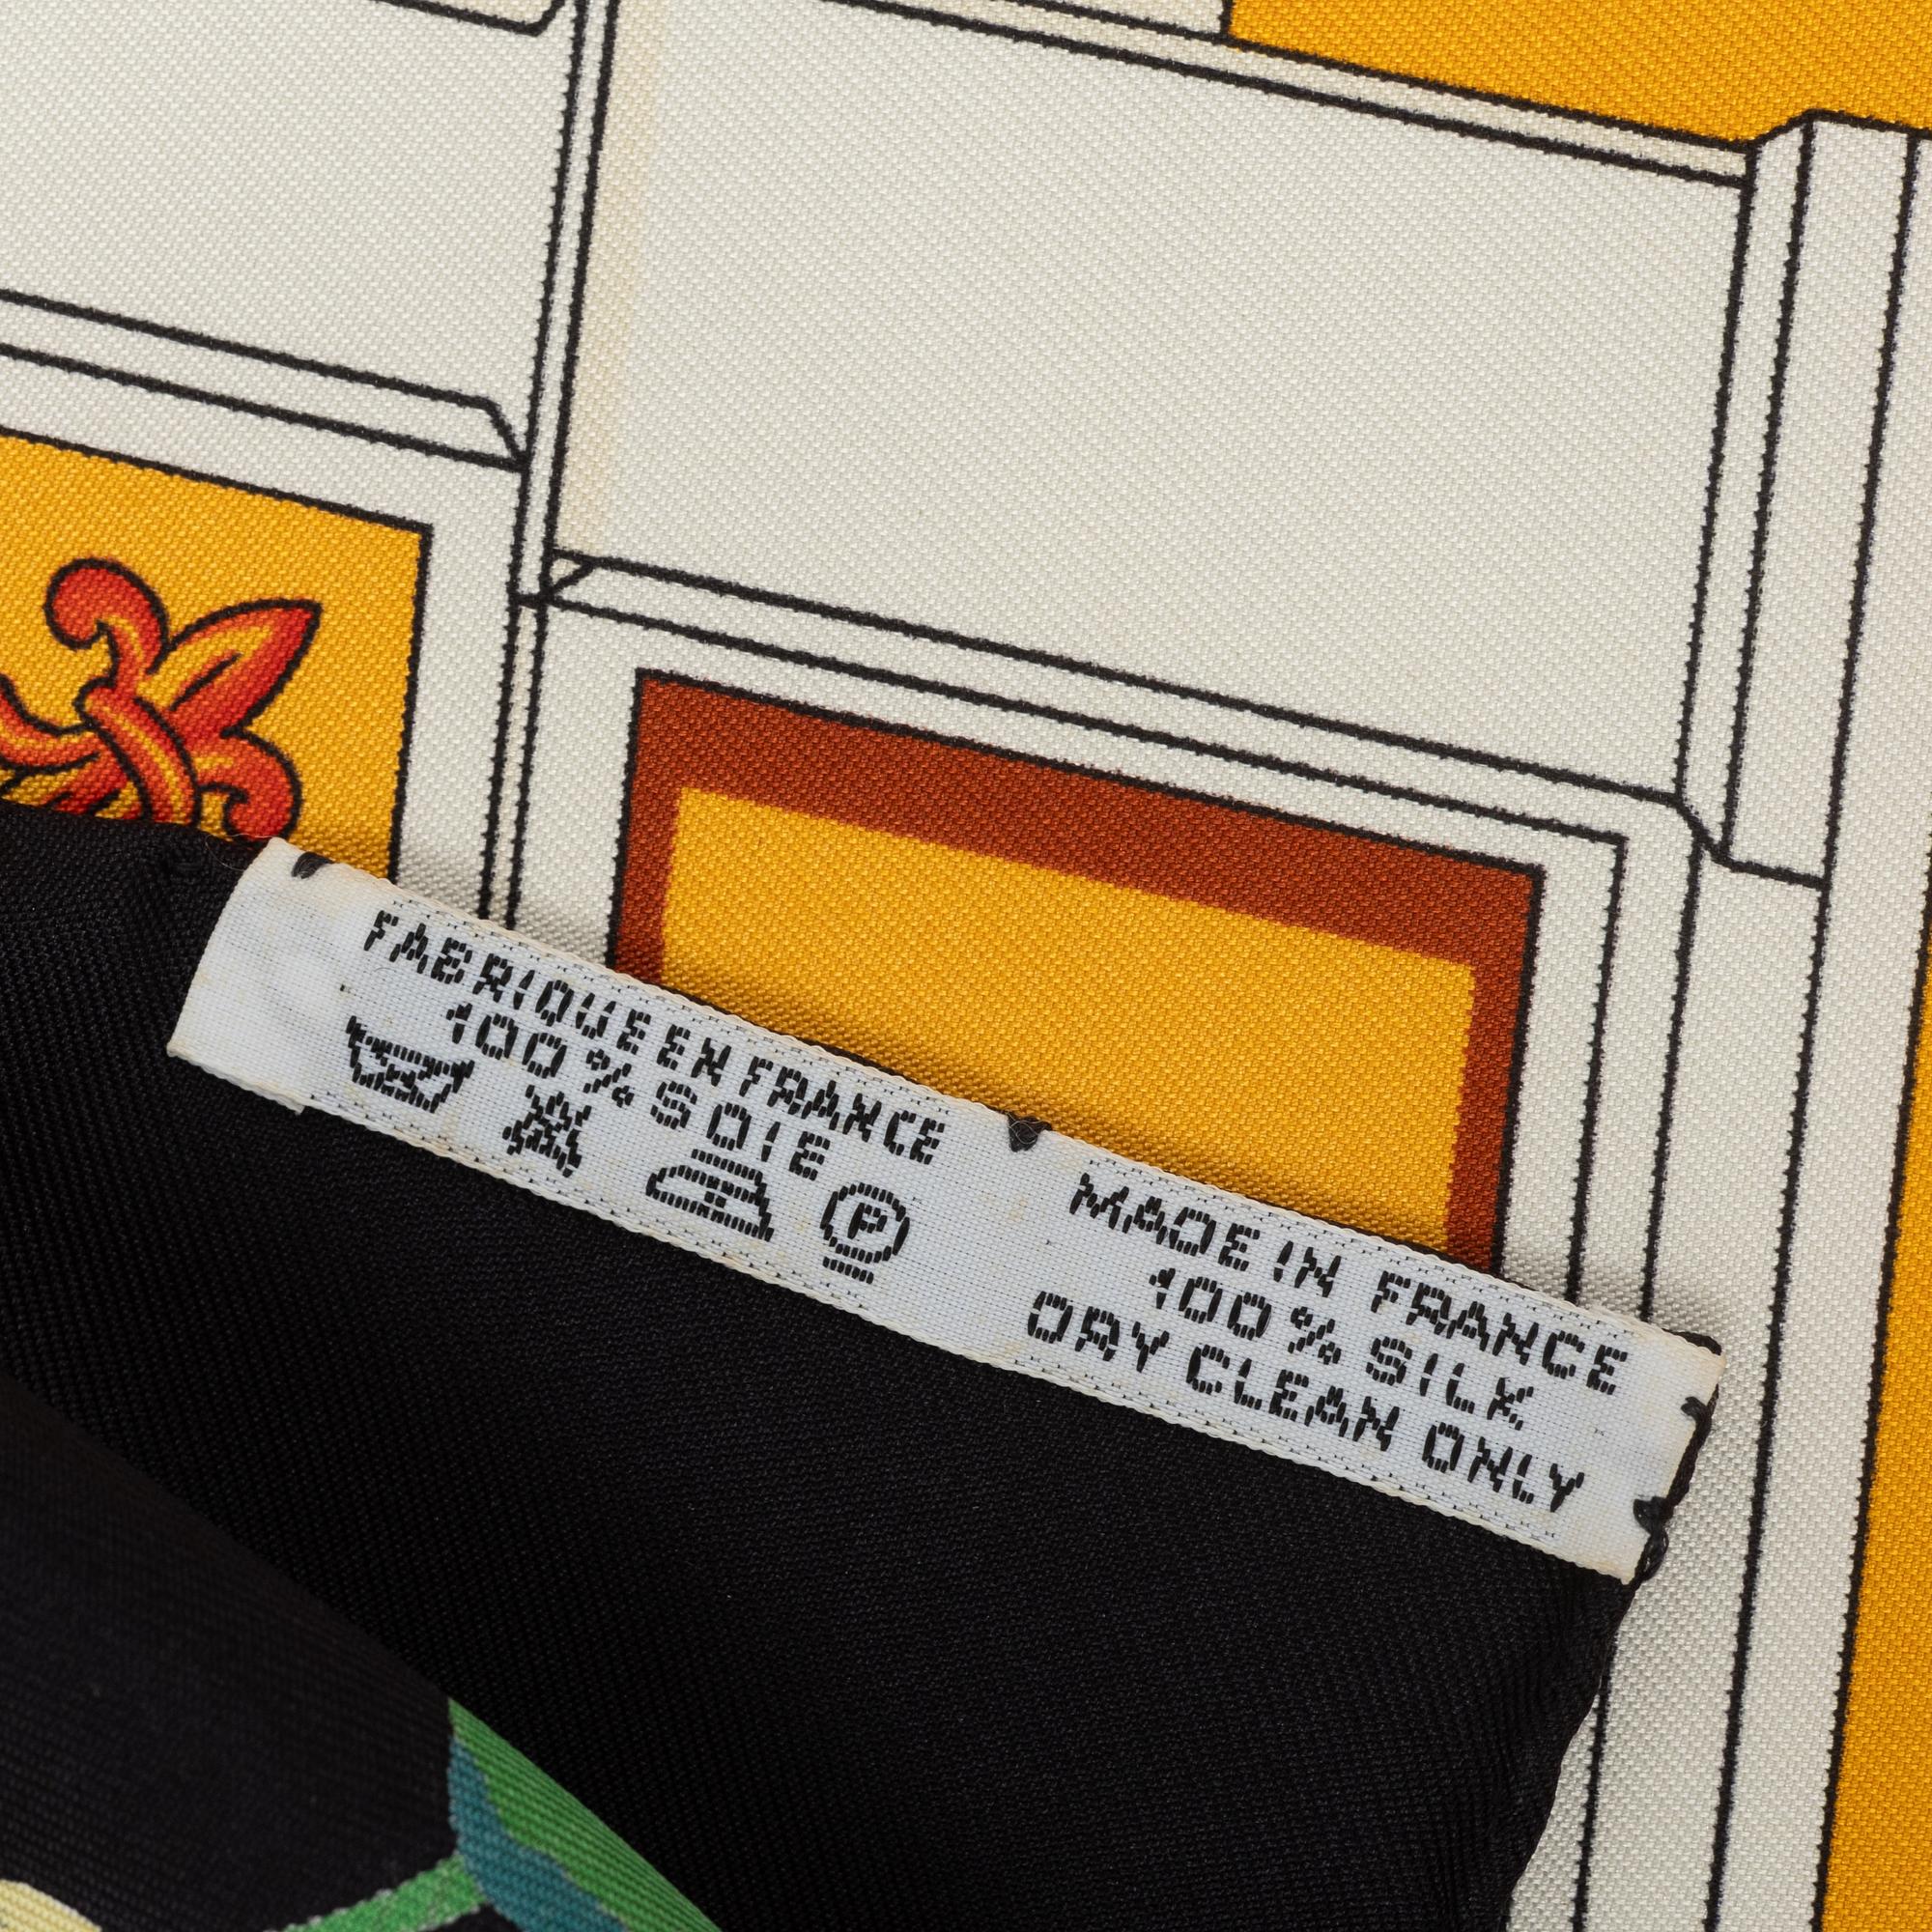 FABRIQUE EN FRANCE
100% SOIE
P
MADE IN FRANCE
100% SILK
DRY CLEAN ONLY